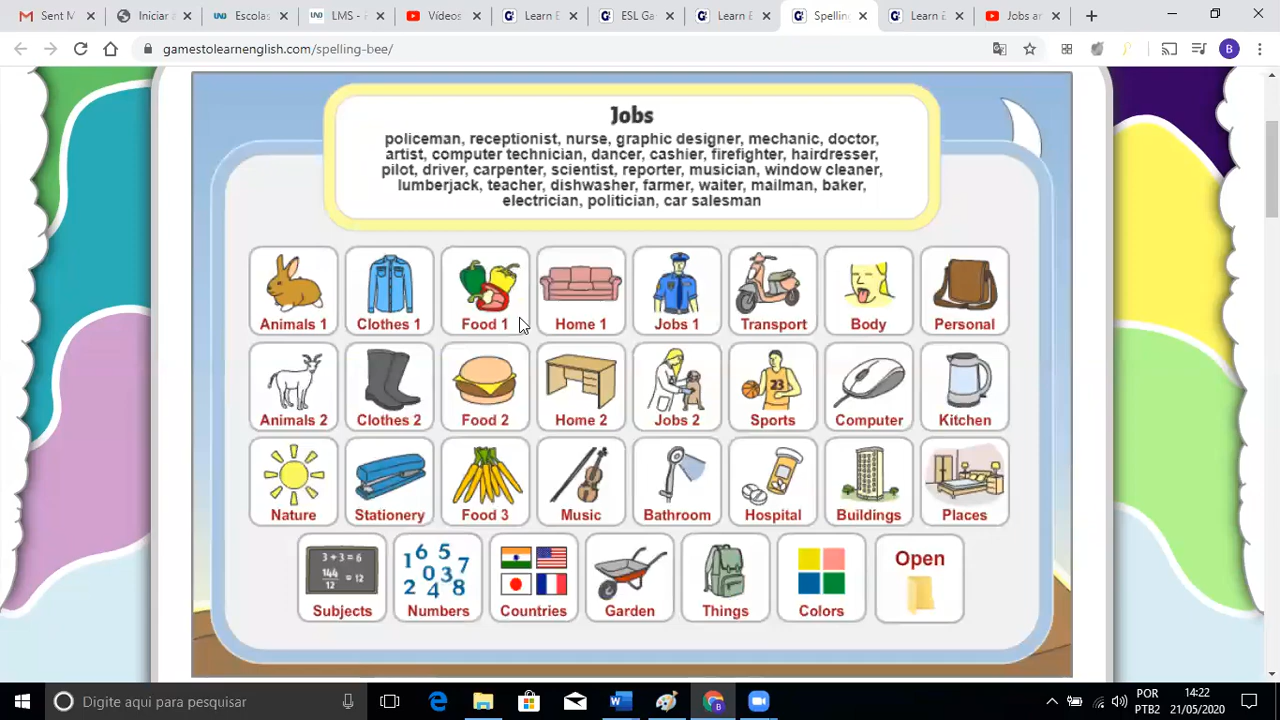 Sent M
Iniciar
Escolas
LMS - i
Vídeos
Learn E
ESL Ga
Learn E
Spelling
Learn E
Jobs ar
gamestolearnenglish.com/spelling-bee/
B
Jobs
policeman, receptionist, nurse, graphic designer, mechanic, doctor,
artist, computer technician, dancer, cashier, firefighter, hairdresser,
pilot, driver, carpenter, scientist, reporter, musician, window cleaner,
lumberjack, teacher, dishwasher, farmer, waiter, mailman, baker,
electrician, politician, car salesman
Animals 1
Clothes 1
Food 1
Home 1
Jobs 1
Transport
Body
Personal
23
Animals 2
Clothes 2
Food 2
Home 2
Jobs 2
Sports
Computer
Kitchen
Nature
Stationery
Food 3
Music
Bathroom
Hospital
Buildings
Places
3 + 3 = 6
144/12 = 12
1 6 5 7 0 3 2 4 8
Open
Subjects
Numbers
Countries
Garden
Things
Colors
Digite aqui para pesquisar
POR
PTB2
14:22
21/05/2020